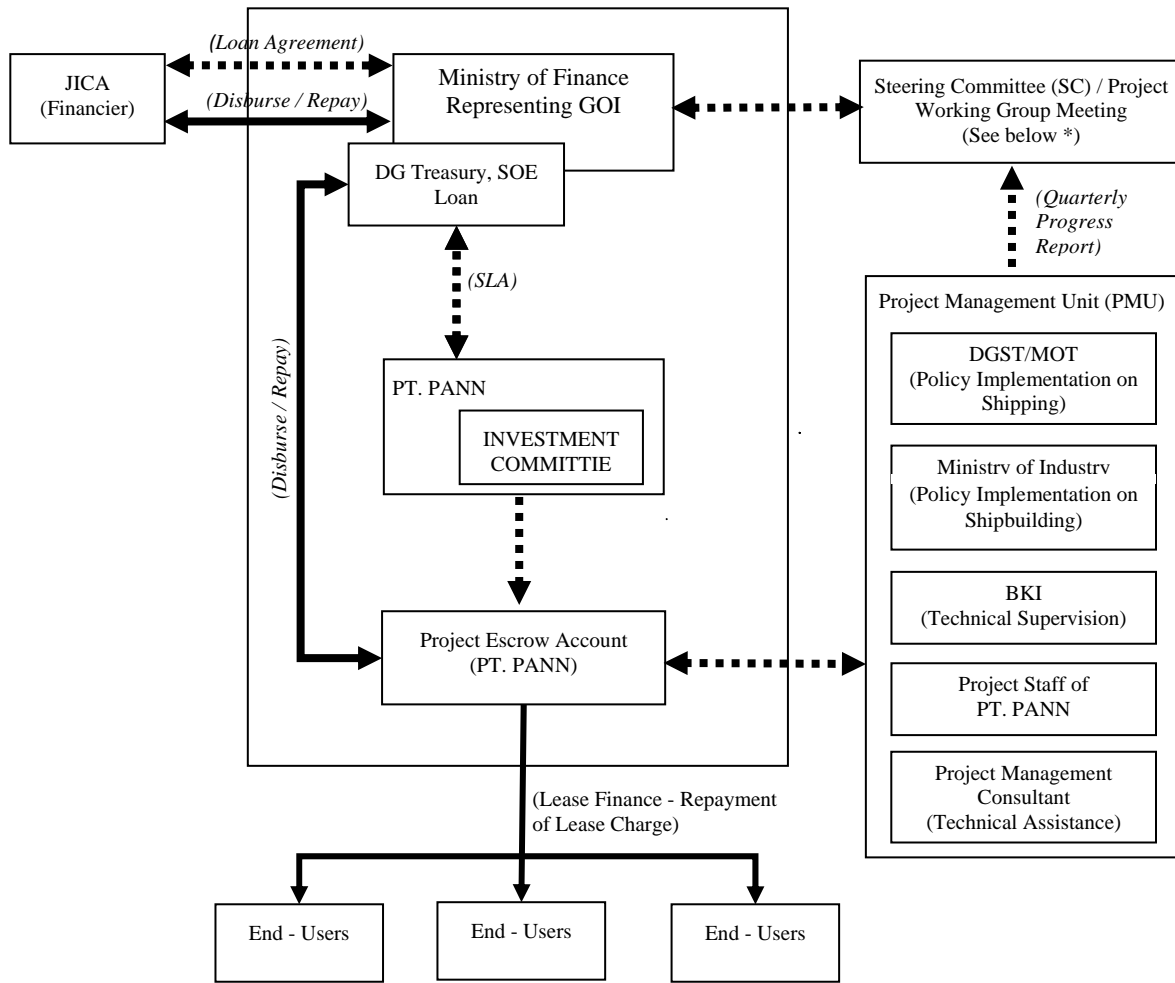 (Loan Agreement)
JICA
(Financier)
(Disburse / Repay)
Ministry of Finance
Representing GOI
DG Treasury, SOE
Loan
Steering Committee (SC) / Project
Working Group Meeting
(See below *)
(Quarterly
Progress
Report)
(SLA)
(Disburse / Repay)
PT. PANN
INVESTMENT
COMMITTIE
Project Escrow Account
(PT. PANN)
Project Management Unit (PMU)
DGST/MOT
(Policy Implementation on
Shipping)
Ministry of Industry
(Policy Implementation on
Shipbuilding)
BKI
(Technical Supervision)
Project Staff of
PT. PANN
Project Management
Consultant
(Technical Assistance)
(Lease Finance - Repayment
of Lease Charge)
End - Users
End - Users
End - Users